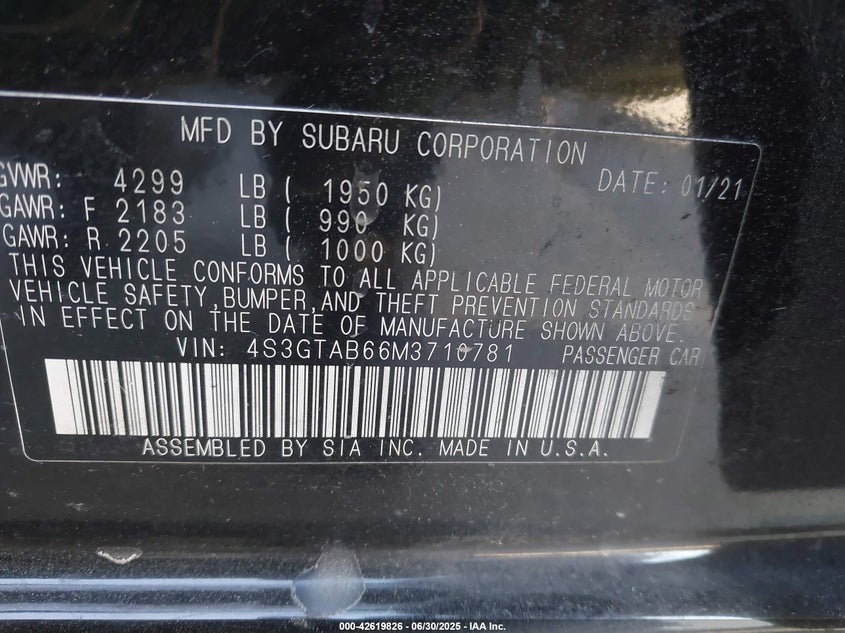 MFD BY SUBARU CORPORATION
GVWR: 4299 LB ( 1950 KG) DATE: 01/21
GAWR: F 2183 LB ( 990 KG)
GAWR: R 2205 LB ( 1000 KG)
THIS VEHICLE CONFORMS TO ALL APPLICABLE FEDERAL MOTOR
VEHICLE SAFETY, BUMPER, AND THEFT PREVENTION STANDARDS
IN EFFECT ON THE DATE OF MANUFACTURE SHOWN ABOVE.
VIN: 4S3GTAB66M3710781 PASSENGER CAR
ASSEMBLED BY SIA INC. MADE IN U.S.A.
000-42619826 - 06/30/2025 - IAA Inc.